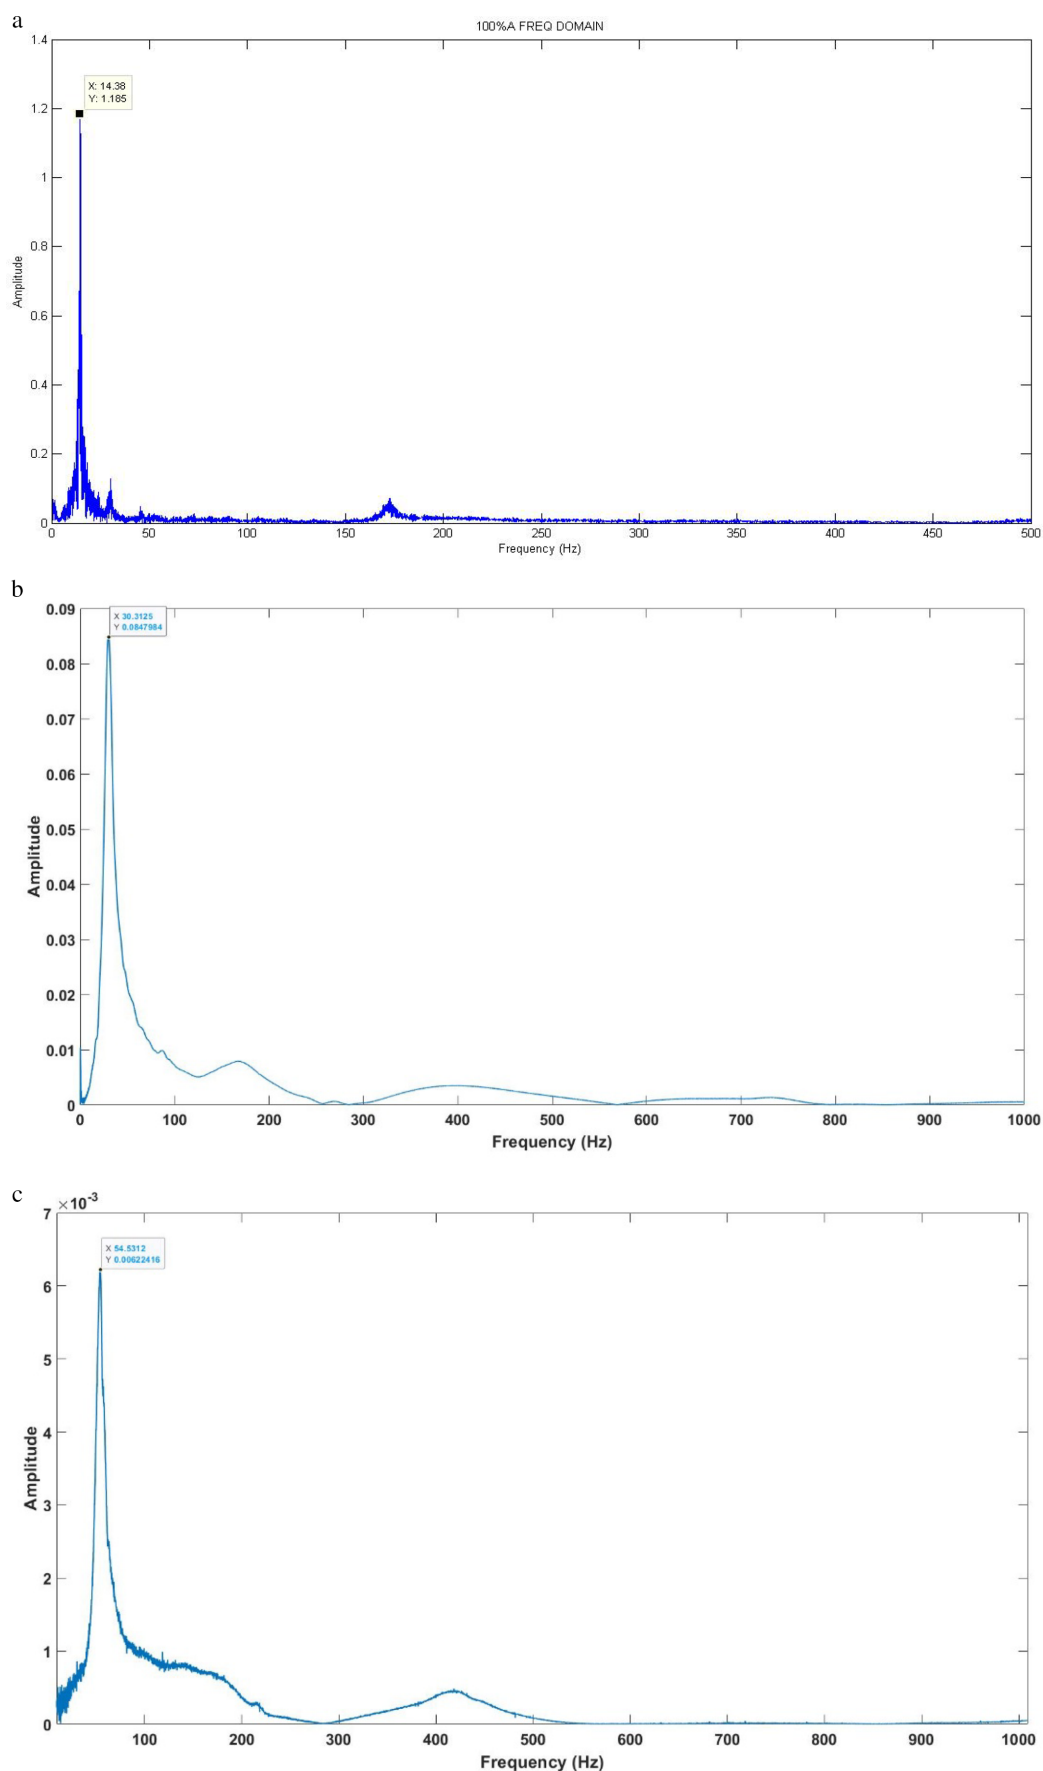 a
100%A FREQ DOMAIN
1.4
1.2
1
0.8
0.6
0.4
0.2
0
Amplitude
X: 14.38
Y: 1.185
0 50 100 150 200 250 300 350 400 450 500
Frequency (Hz)
b
0.09
0.08
0.07
0.06
0.05
0.04
0.03
0.02
0.01
0
Amplitude
X 30.3125
Y 0.0847984
0 100 200 300 400 500 600 700 800 900 1000
Frequency (Hz)
c
×10-3
7
6
5
4
3
2
1
0
Amplitude
X 54.5312
Y 0.00622416
100 200 300 400 500 600 700 800 900 1000
Frequency (Hz)